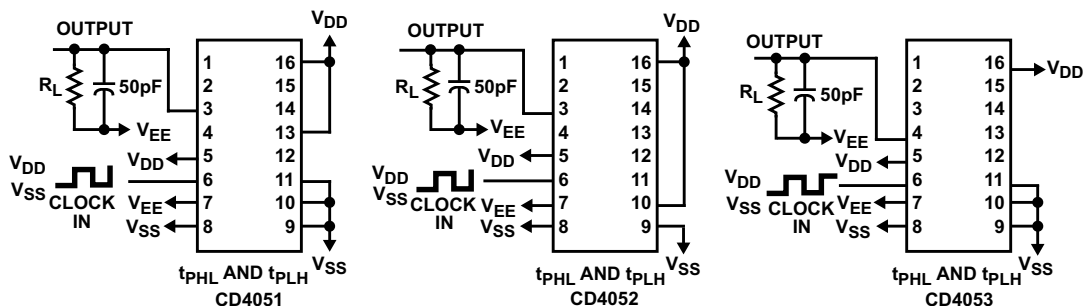 OUTPUT
VDD
RL
50pF
VEE
VDD
VDD
VSS
CLOCK
IN
VEE
VSS
1
2
3
4
5
6
7
8
16
15
14
13
12
11
10
9
VSS
tPHL AND tPLH
CD4051
OUTPUT
VDD
RL
50pF
VEE
VDD
VDD
VSS
CLOCK
IN
VEE
VSS
1
2
3
4
5
6
7
8
16
15
14
13
12
11
10
9
VSS
tPHL AND tPLH
CD4052
OUTPUT
VDD
RL
50pF
VEE
VDD
VDD
VSS
CLOCK
IN
VEE
VSS
1
2
3
4
5
6
7
8
16
15
14
13
12
11
10
9
VSS
tPHL AND tPLH
CD4053